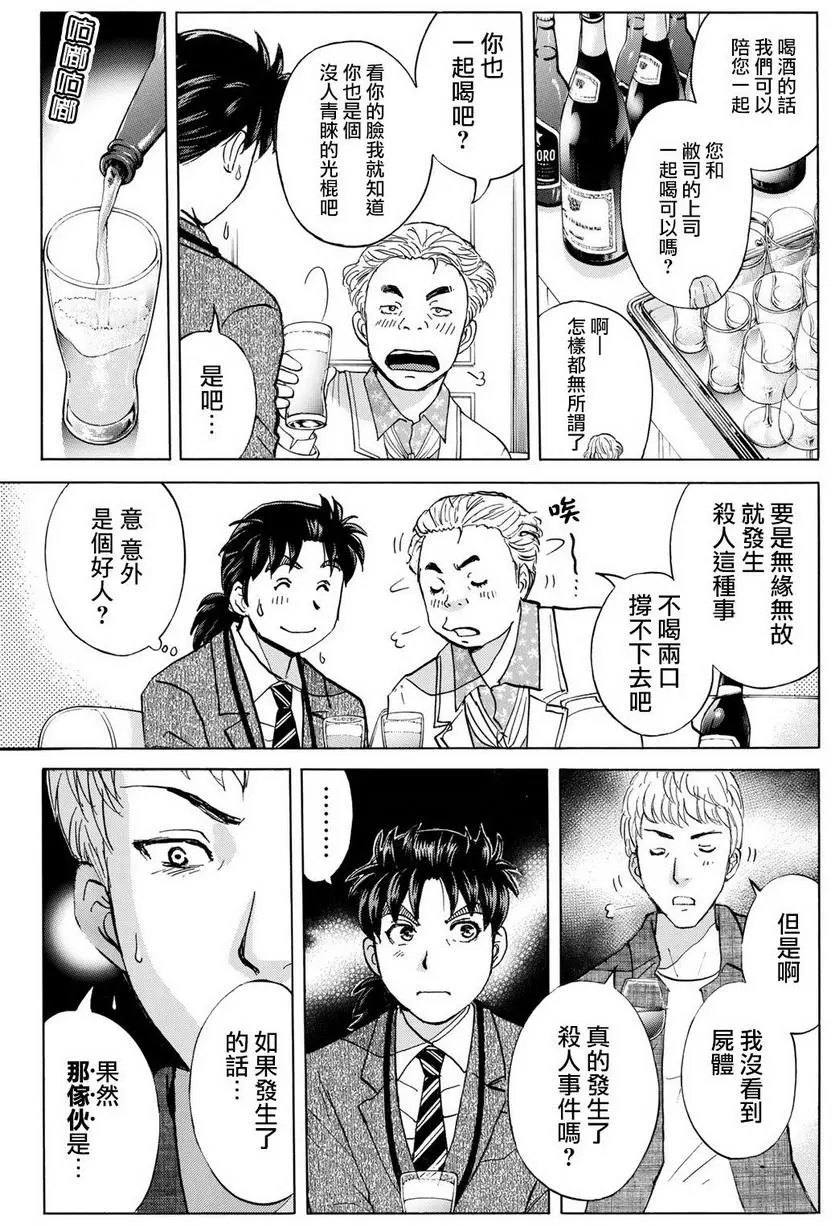 喝酒的話
我們可以
陪您一起
您和
敝司的上司
一起喝可以嗎？
啊—
怎樣都無所謂了
ORO
你也
一起喝吧？
看你的臉我就知道
你也是個
沒人青睞的光棍吧
是吧…
咕嘟咕嘟
要是無緣無故
就發生
殺人這種事
不喝兩口
撐不下去吧
唉
意 意外
是個好人？
但是啊
我沒看到
屍體
真的發生了
殺人事件嗎？
………
如果發生了
的話…
果然
那傢伙是…